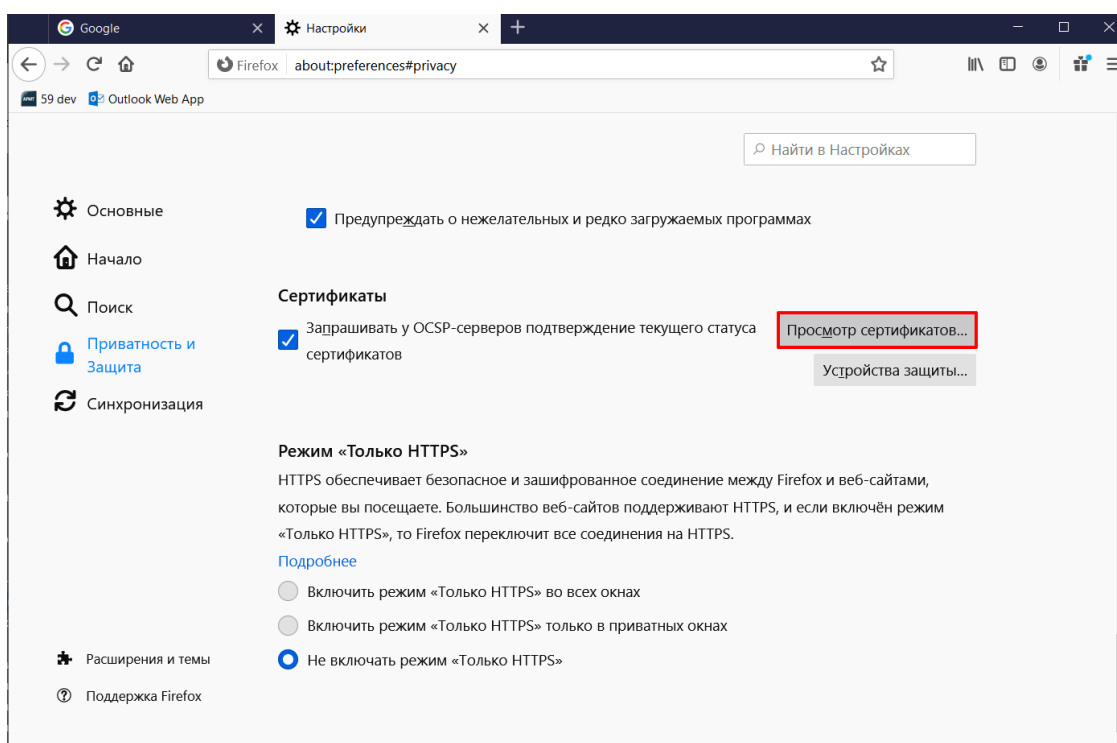 Google
Настройки
Firefox about:preferences#privacy
59 dev Outlook Web App
Найти в Настройках
Основные
Начало
Поиск
Приватность и
Защита
Синхронизация
Предупреждать о нежелательных и редко загружаемых программах
Сертификаты
Запрашивать у OCSP-серверов подтверждение текущего статуса
сертификатов
Просмотр сертификатов...
Устройства защиты...
Режим «Только HTTPS»
HTTPS обеспечивает безопасное и зашифрованное соединение между Firefox и веб-сайтами,
которые вы посещаете. Большинство веб-сайтов поддерживают HTTPS, и если включён режим
«Только HTTPS», то Firefox переключит все соединения на HTTPS.
Подробнее
Включить режим «Только HTTPS» во всех окнах
Включить режим «Только HTTPS» только в приватных окнах
Не включать режим «Только HTTPS»
Расширения и темы
Поддержка Firefox